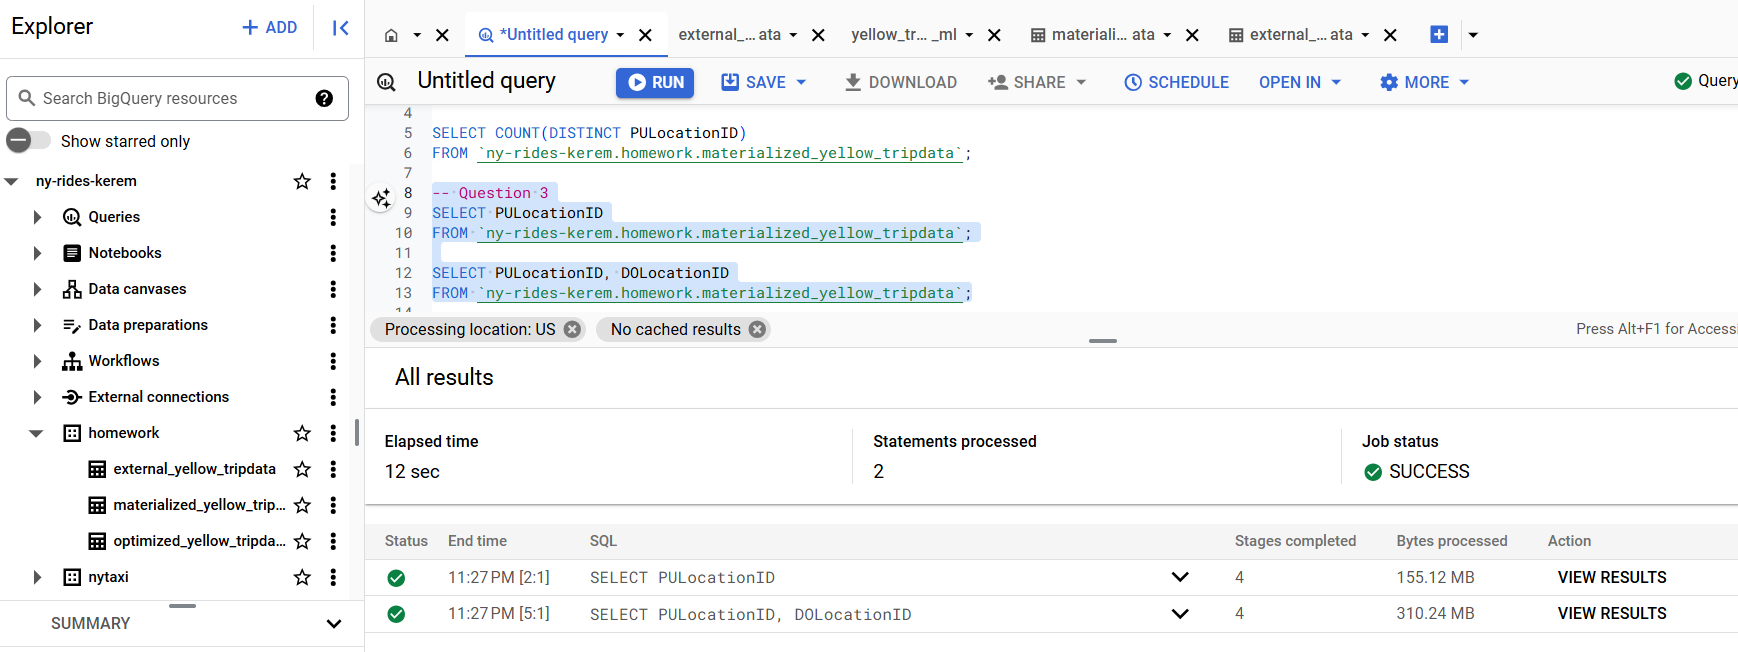 Explorer
ADD
Search BigQuery resources
Show starred only
ny-rides-kerem
Queries
Notebooks
Data canvases
Data preparations
Workflows
External connections
homework
external_yellow_tripdata
materialized_yellow_trip...
optimized_yellow_tripda...
nytaxi
SUMMARY
*Untitled query
external_... ata
yellow_tr... _ml
materiali... ata
external_... ata
Untitled query
RUN
SAVE
DOWNLOAD
SHARE
SCHEDULE
OPEN IN
MORE
Query
4
5 SELECT COUNT(DISTINCT PULocationID)
6 FROM `ny-rides-kerem.homework.materialized_yellow_tripdata`;
7
8 -- Question 3
9 SELECT PULocationID
10 FROM `ny-rides-kerem.homework.materialized_yellow_tripdata`;
11
12 SELECT PULocationID, DOLocationID
13 FROM `ny-rides-kerem.homework.materialized_yellow_tripdata`;
14
Processing location: US
No cached results
Press Alt+F1 for Accessi
All results
Elapsed time
12 sec
Statements processed
2
Job status
SUCCESS
Status End time SQL Stages completed Bytes processed Action
11:27 PM [2:1] SELECT PULocationID 4 155.12 MB VIEW RESULTS
11:27 PM [5:1] SELECT PULocationID, DOLocationID 4 310.24 MB VIEW RESULTS